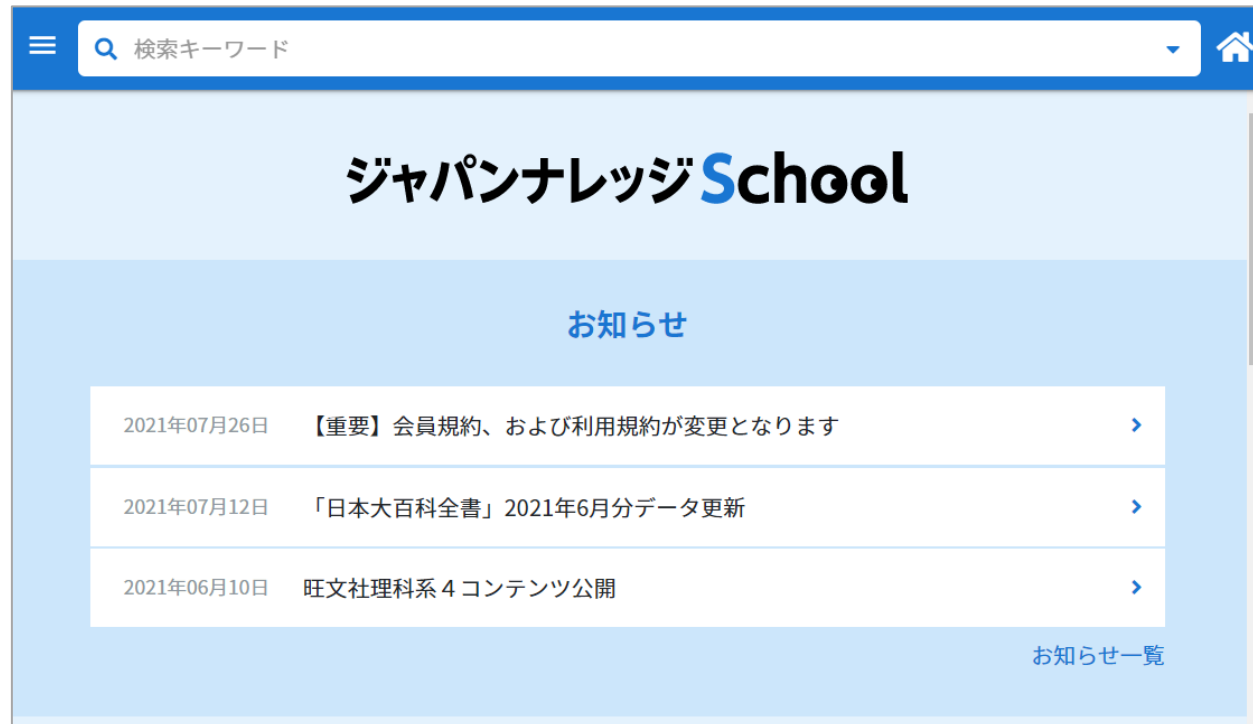 検索キーワード
ジャパンナレッジSchool
お知らせ
2021年07月26日 【重要】会員規約、および利用規約が変更となります
2021年07月12日 「日本大百科全書」2021年6月分データ更新
2021年06月10日 旺文社理科系４コンテンツ公開
お知らせ一覧